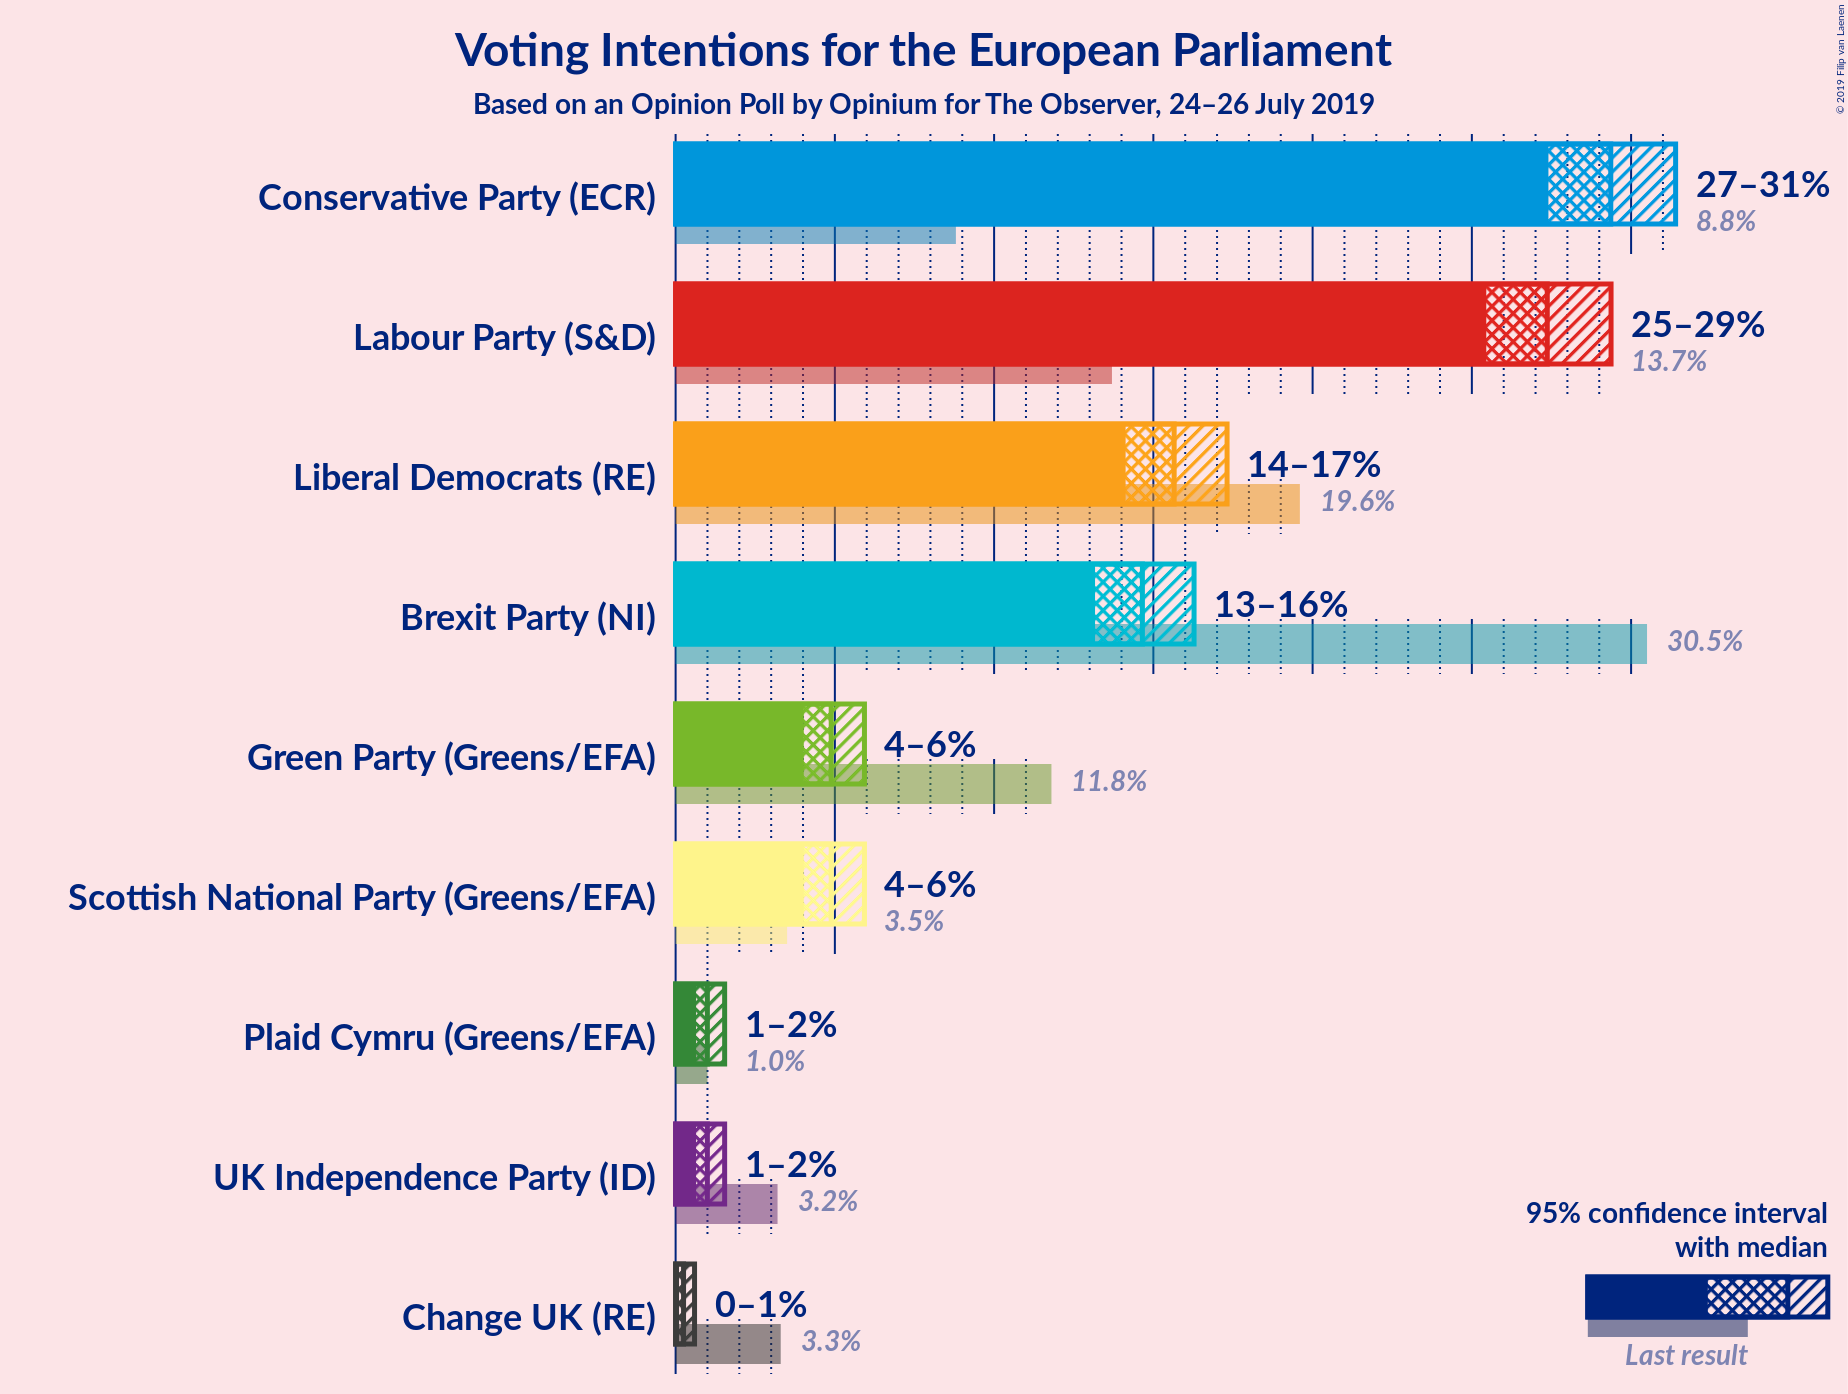 Voting Intentions for the European Parliament
Based on an Opinion Poll by Opinium for The Observer, 24–26 July 2019
© 2019 Filip van Laenen
Conservative Party (ECR)
27–31%
8.8%
Labour Party (S&D)
25–29%
13.7%
Liberal Democrats (RE)
14–17%
19.6%
Brexit Party (NI)
13–16%
30.5%
Green Party (Greens/EFA)
4–6%
11.8%
Scottish National Party (Greens/EFA)
4–6%
3.5%
Plaid Cymru (Greens/EFA)
1–2%
1.0%
UK Independence Party (ID)
1–2%
3.2%
Change UK (RE)
0–1%
3.3%
95% confidence interval
with median
Last result